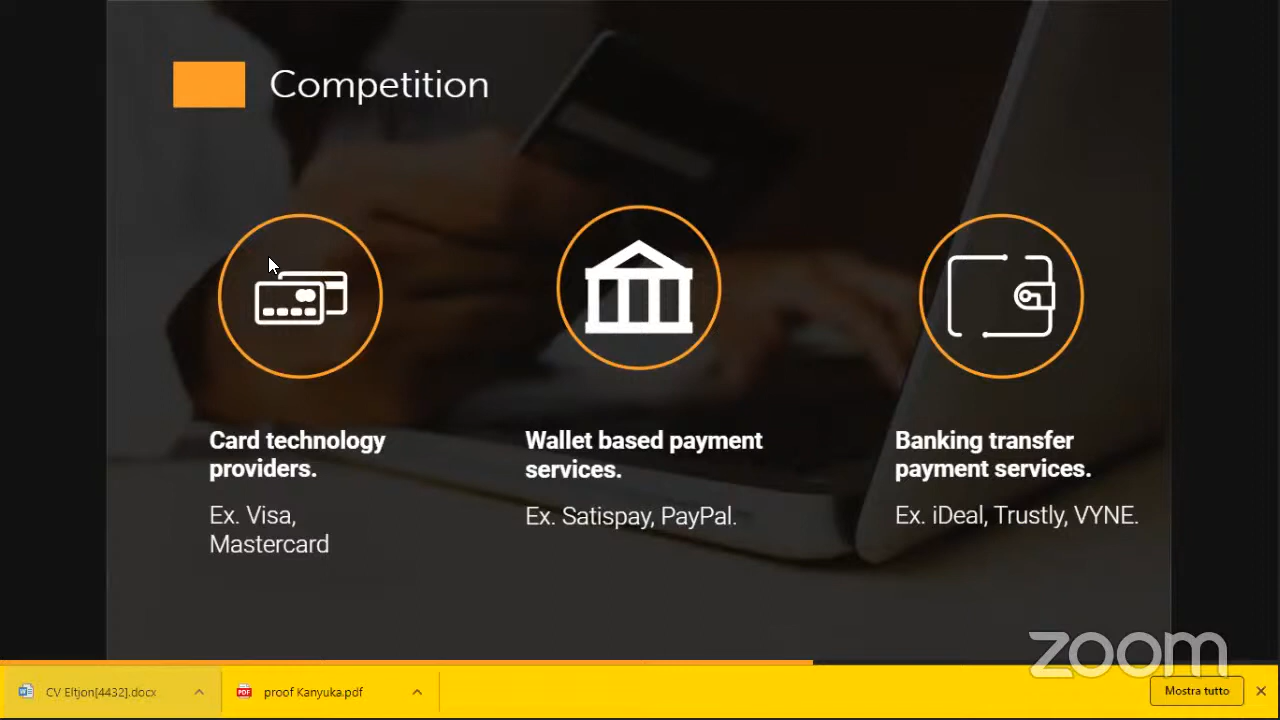 Competition
Card technology
providers.
Ex. Visa,
Mastercard
Wallet based payment
services.
Ex. Satispay, PayPal.
Banking transfer
payment services.
Ex. iDeal, Trustly, VYNE.
zoom
CV Eltjon[4432].docx
proof Kanyuka.pdf
Mostra tutto